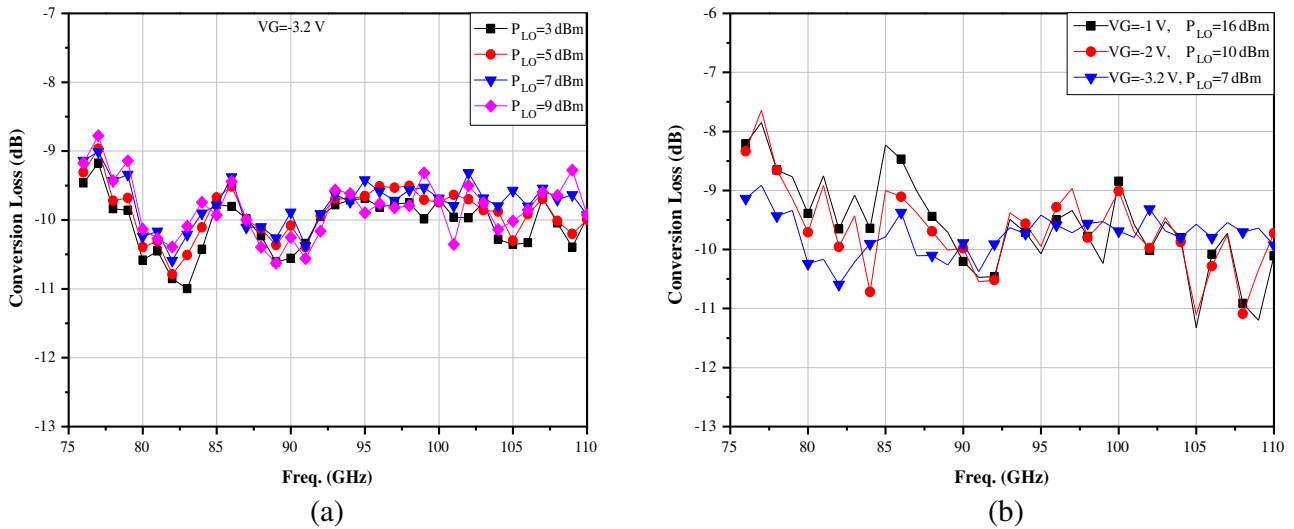 -7
-8
-9
-10
-11
-12
-13
Conversion Loss (dB)
VG=-3.2 V
P_LO=3 dBm
P_LO=5 dBm
P_LO=7 dBm
P_LO=9 dBm
75 80 85 90 95 100 105 110
Freq. (GHz)
(a)
-6
-7
-8
-9
-10
-11
-12
-13
Conversion Loss (dB)
VG=-1 V, P_LO=16 dBm
VG=-2 V, P_LO=10 dBm
VG=-3.2 V, P_LO=7 dBm
75 80 85 90 95 100 105 110
Freq. (GHz)
(b)